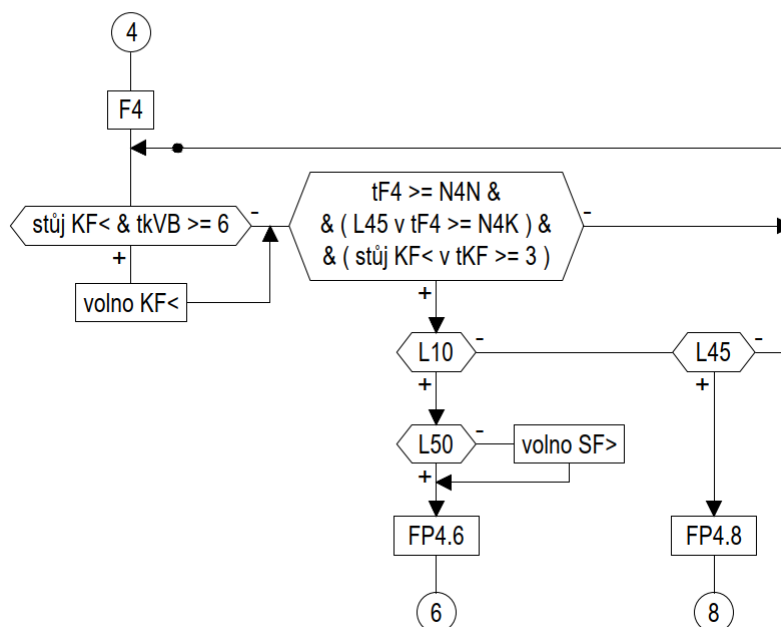 4
F4
stůj KF< & tkVB >= 6
-
+
volno KF<
tF4 >= N4N &
& ( L45 v tF4 >= N4K ) &
& ( stůj KF< v tKF >= 3 )
-
+
L10
-
+
L45
-
+
L50
-
+
volno SF>
FP4.6
FP4.8
6
8